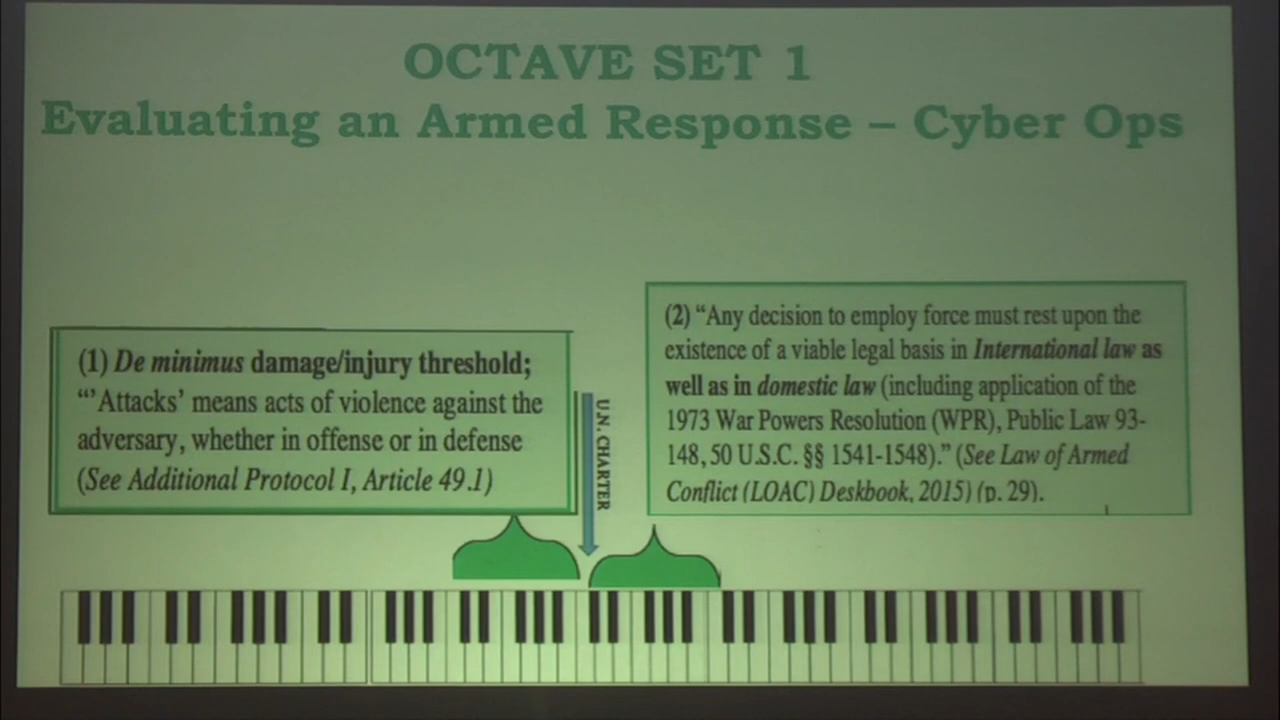 OCTAVE SET 1
Evaluating an Armed Response – Cyber Ops
(1) De minimus damage/injury threshold;
“’Attacks’ means acts of violence against the
adversary, whether in offense or in defense
(See Additional Protocol I, Article 49.1)
U.N. CHARTER
(2) “Any decision to employ force must rest upon the
existence of a viable legal basis in International law as
well as in domestic law (including application of the
1973 War Powers Resolution (WPR), Public Law 93-
148, 50 U.S.C. §§ 1541-1548).” (See Law of Armed
Conflict (LOAC) Deskbook, 2015) (p. 29).